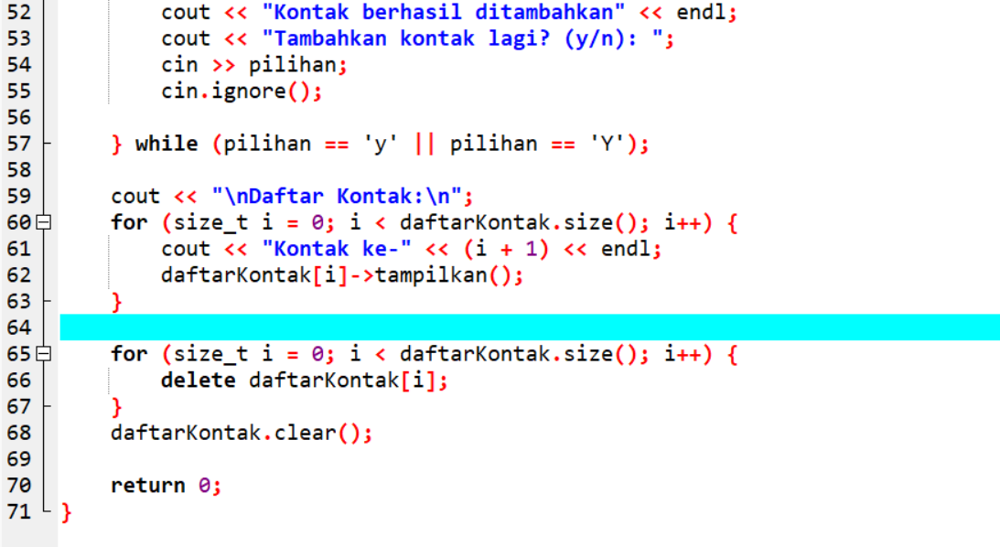 52 cout << "Kontak berhasil ditambahkan" << endl;
53 cout << "Tambahkan kontak lagi? (y/n): ";
54 cin >> pilihan;
55 cin.ignore();
56
57 } while (pilihan == 'y' || pilihan == 'Y');
58
59 cout << "\nDaftar Kontak:\n";
60 for (size_t i = 0; i < daftarKontak.size(); i++) {
61 cout << "Kontak ke-" << (i + 1) << endl;
62 daftarKontak[i]->tampilkan();
63 }
64
65 for (size_t i = 0; i < daftarKontak.size(); i++) {
66 delete daftarKontak[i];
67 }
68 daftarKontak.clear();
69
70 return 0;
71 }